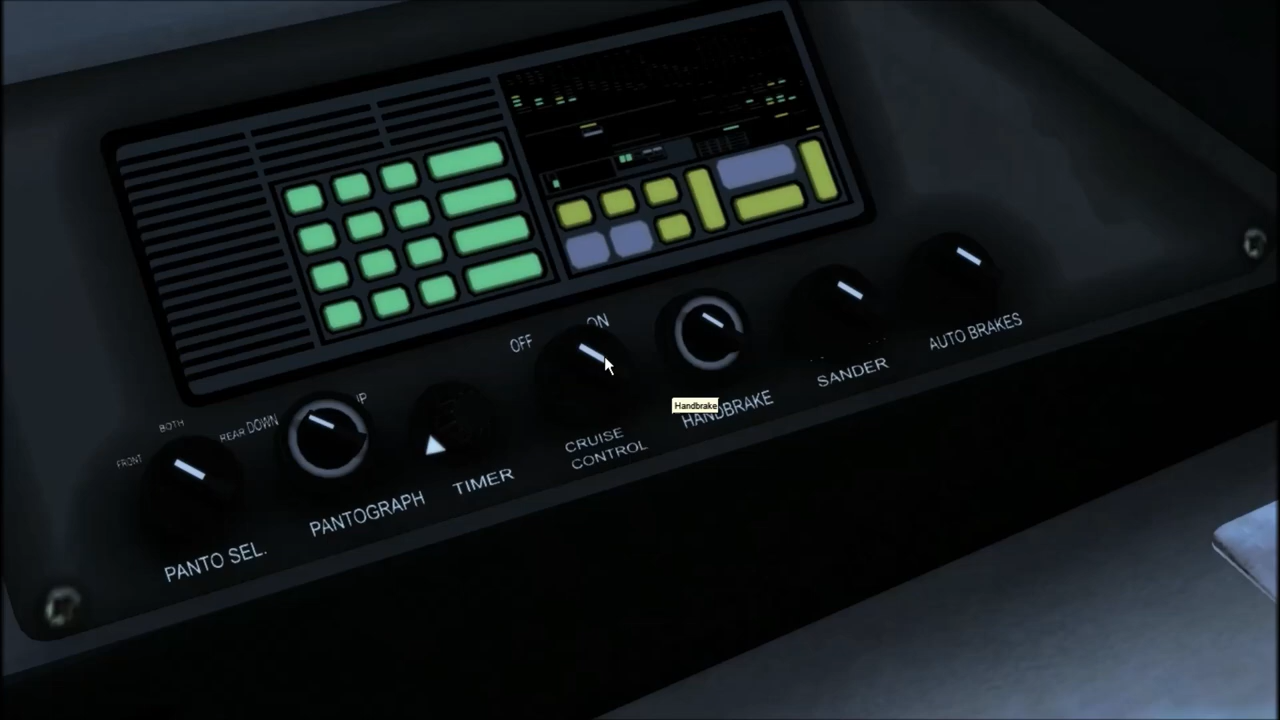 OFF
ON
BOTH
FRONT
REAR
DOWN
Handbrake
HANDBRAKE
SANDER
AUTO BRAKES
CRUISE
CONTROL
TIMER
PANTOGRAPH
PANTO SEL.